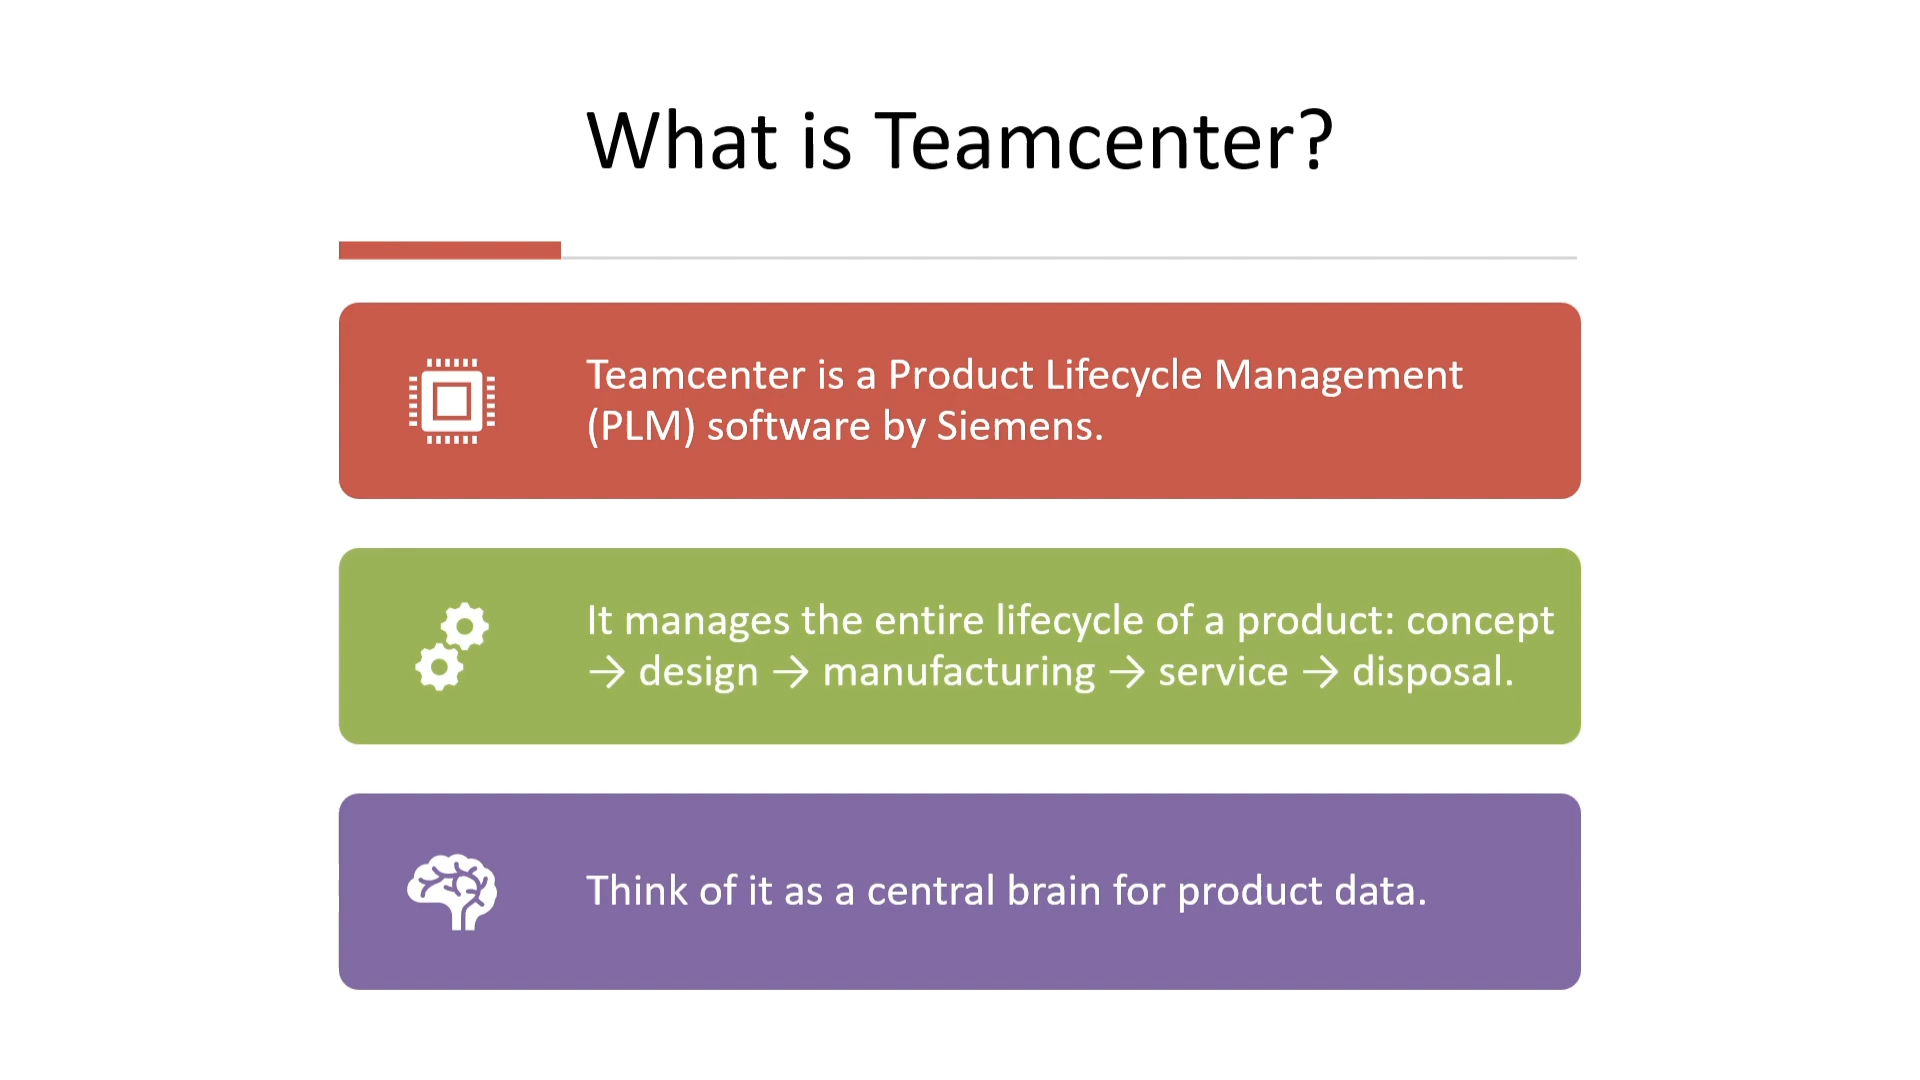 What is Teamcenter?
Teamcenter is a Product Lifecycle Management
(PLM) software by Siemens.
It manages the entire lifecycle of a product: concept
→ design → manufacturing → service → disposal.
Think of it as a central brain for product data.